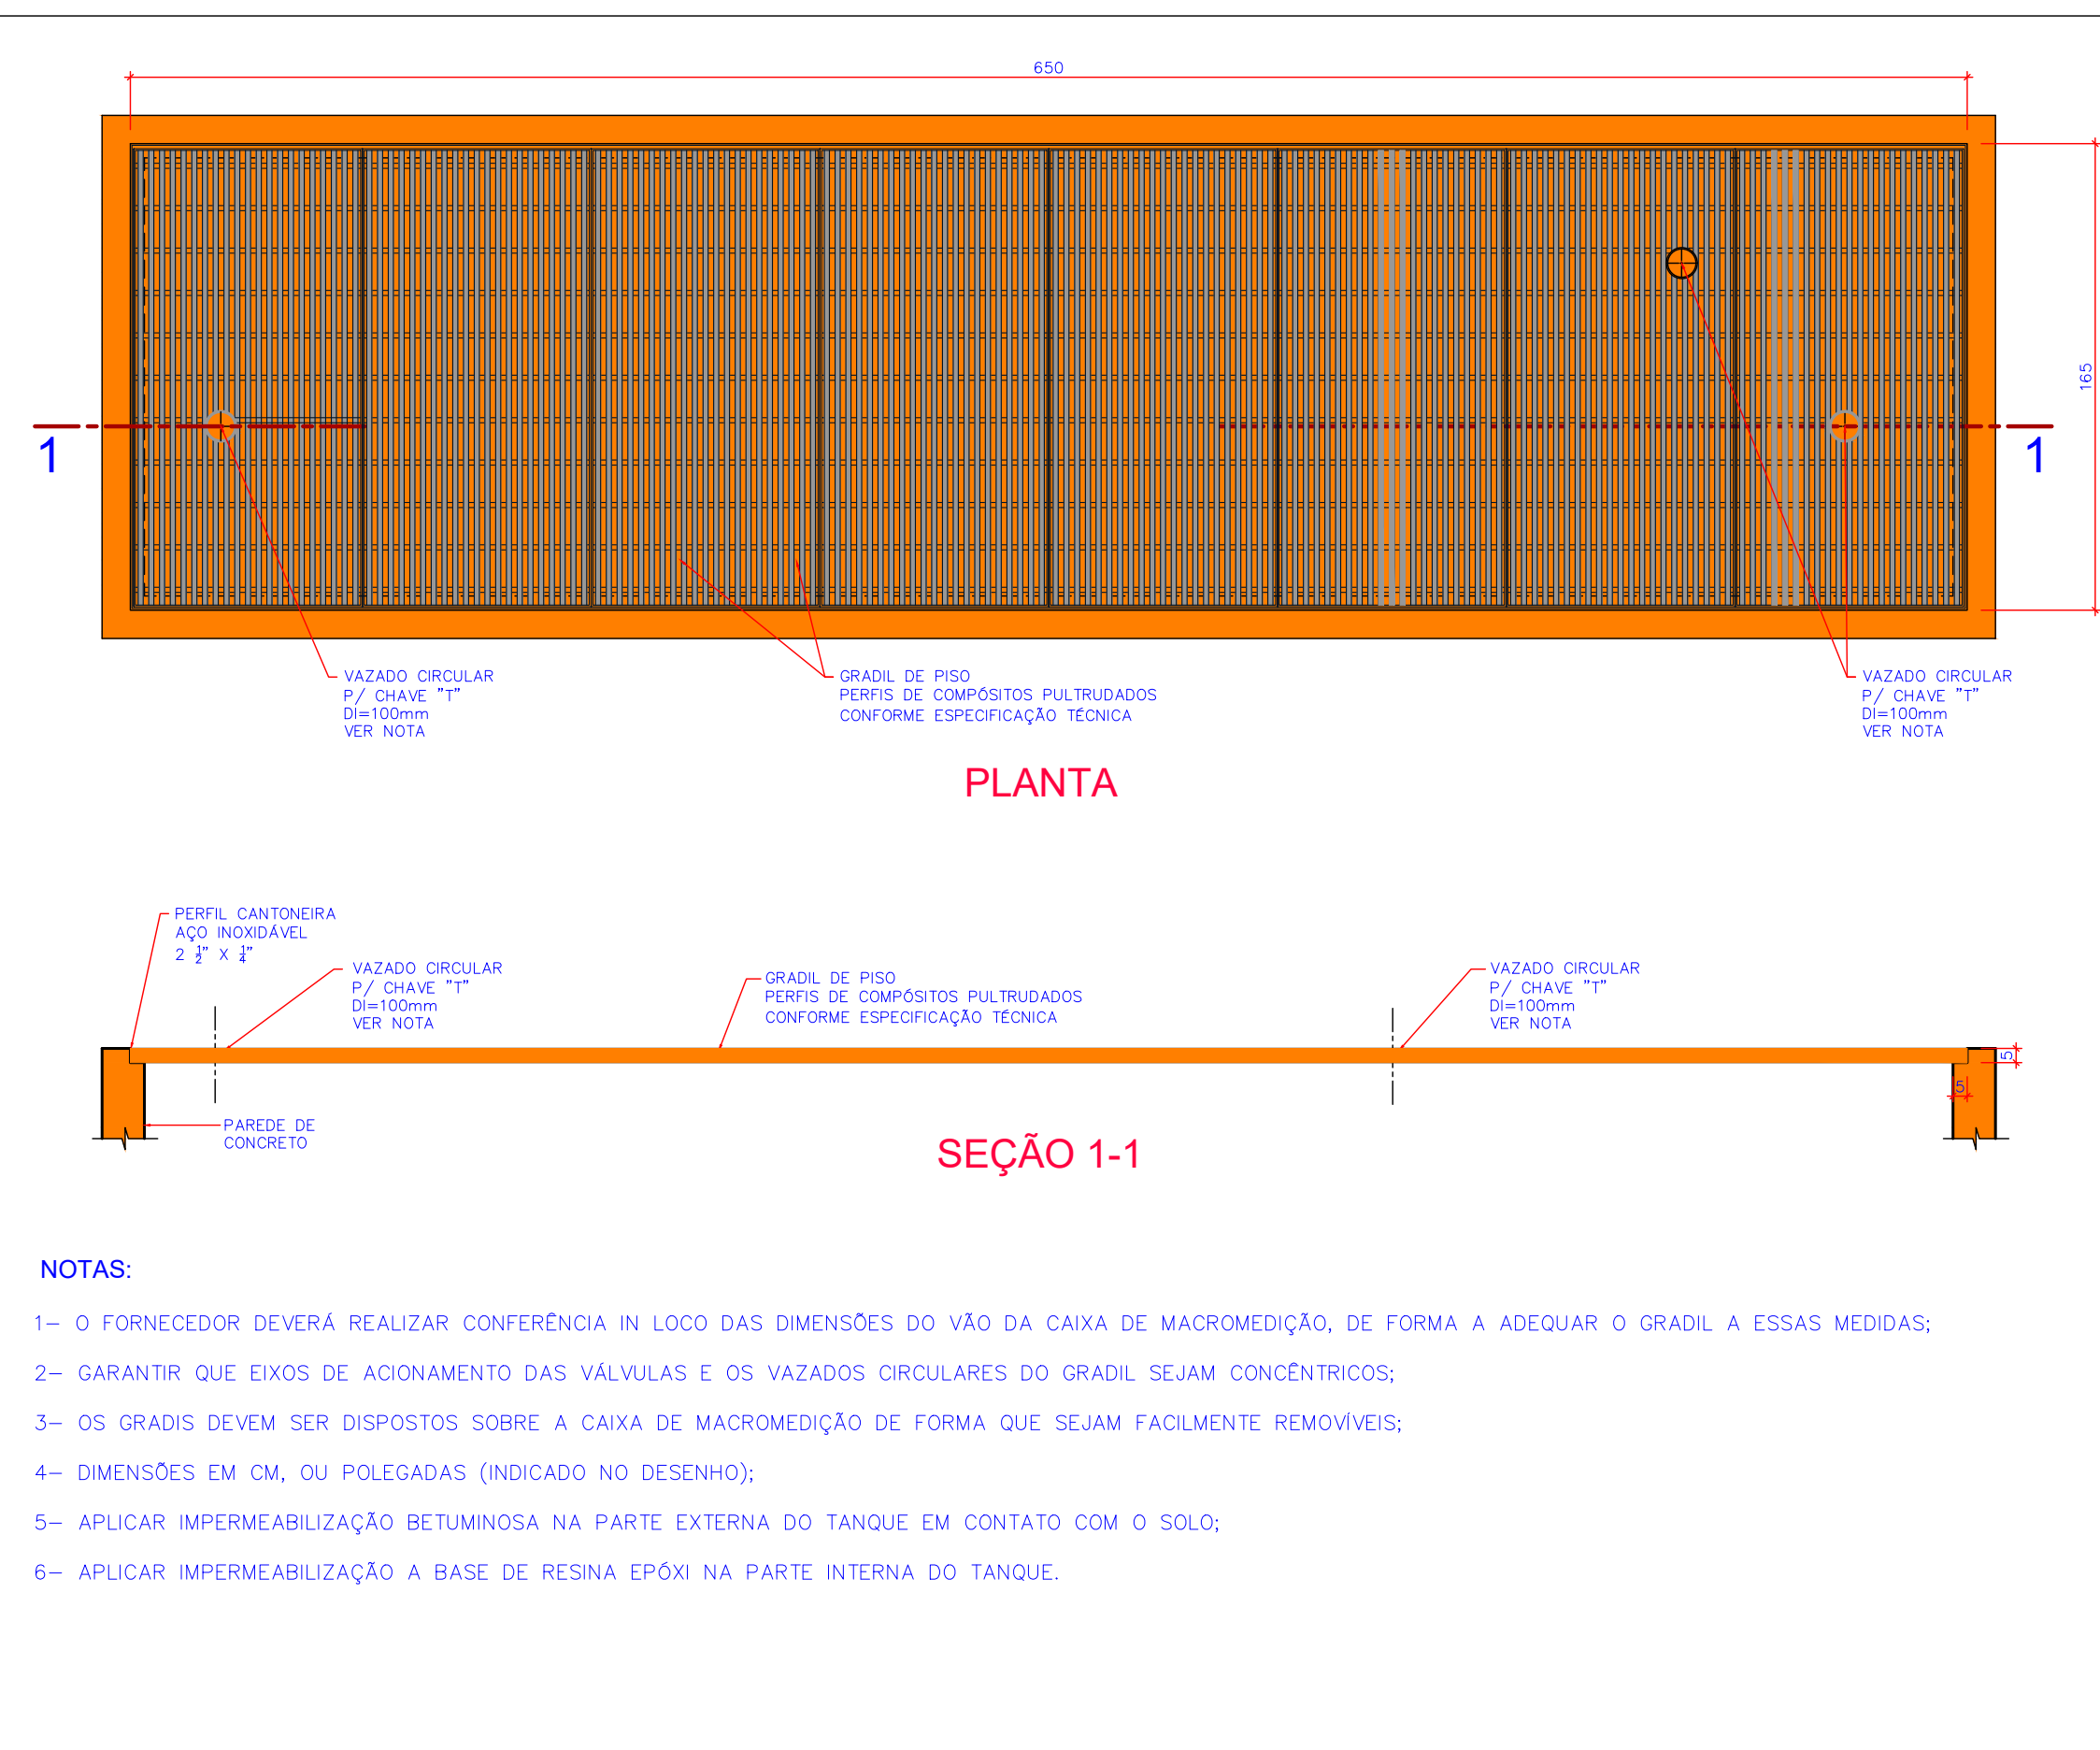 650
165
1
1
VAZADO CIRCULAR
P/ CHAVE "T"
DI=100mm
VER NOTA
GRADIL DE PISO
PERFIS DE COMPÓSITOS PULTRUDADOS
CONFORME ESPECIFICAÇÃO TÉCNICA
VAZADO CIRCULAR
P/ CHAVE "T"
DI=100mm
VER NOTA
PLANTA
PERFIL CANTONEIRA
AÇO INOXIDÁVEL
2 1/2" X 1/4"
VAZADO CIRCULAR
P/ CHAVE "T"
DI=100mm
VER NOTA
GRADIL DE PISO
PERFIS DE COMPÓSITOS PULTRUDADOS
CONFORME ESPECIFICAÇÃO TÉCNICA
VAZADO CIRCULAR
P/ CHAVE "T"
DI=100mm
VER NOTA
5
5
PAREDE DE
CONCRETO
SEÇÃO 1-1
NOTAS:
1- O FORNECEDOR DEVERÁ REALIZAR CONFERÊNCIA IN LOCO DAS DIMENSÕES DO VÃO DA CAIXA DE MACROMEDIÇÃO, DE FORMA A ADEQUAR O GRADIL A ESSAS MEDIDAS;
2- GARANTIR QUE EIXOS DE ACIONAMENTO DAS VÁLVULAS E OS VAZADOS CIRCULARES DO GRADIL SEJAM CONCÊNTRICOS;
3- OS GRADIS DEVEM SER DISPOSTOS SOBRE A CAIXA DE MACROMEDIÇÃO DE FORMA QUE SEJAM FACILMENTE REMOVÍVEIS;
4- DIMENSÕES EM CM, OU POLEGADAS (INDICADO NO DESENHO);
5- APLICAR IMPERMEABILIZAÇÃO BETUMINOSA NA PARTE EXTERNA DO TANQUE EM CONTATO COM O SOLO;
6- APLICAR IMPERMEABILIZAÇÃO A BASE DE RESINA EPÓXI NA PARTE INTERNA DO TANQUE.